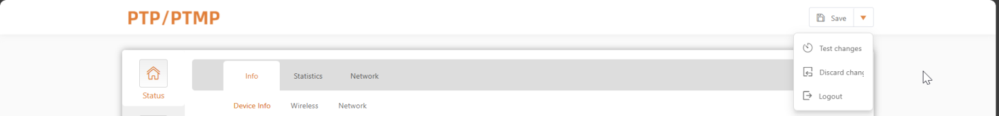 PTP/PTMP
Save
Test changes
Discard chang
Logout
Info Statistics Network
Status
Device Info Wireless Network